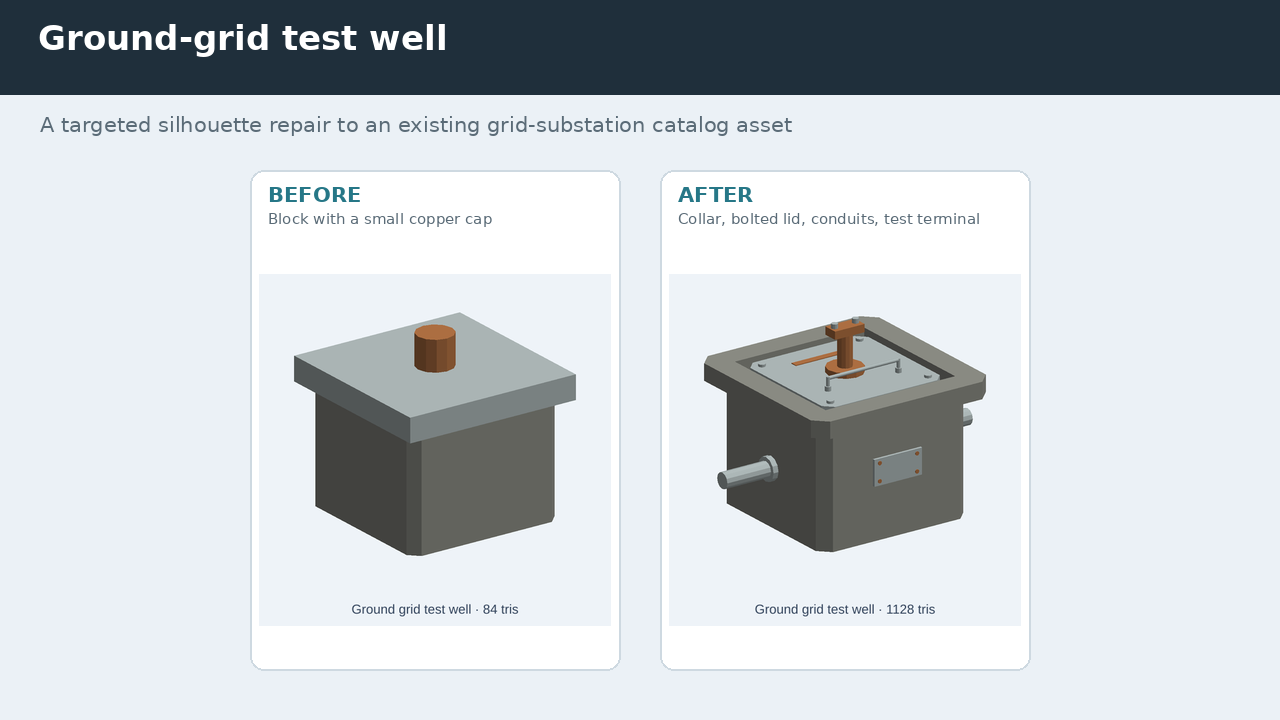 Ground-grid test well
A targeted silhouette repair to an existing grid-substation catalog asset
BEFORE
Block with a small copper cap
Ground grid test well · 84 tris
AFTER
Collar, bolted lid, conduits, test terminal
Ground grid test well · 1128 tris